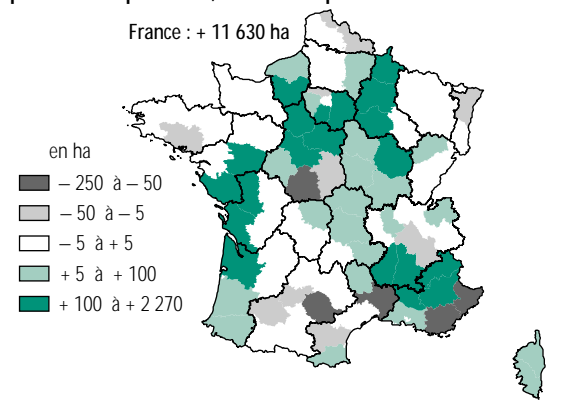 France : + 11 630 ha
en ha
– 250 à – 50
– 50 à – 5
– 5 à + 5
+ 5 à + 100
+ 100 à + 2 270